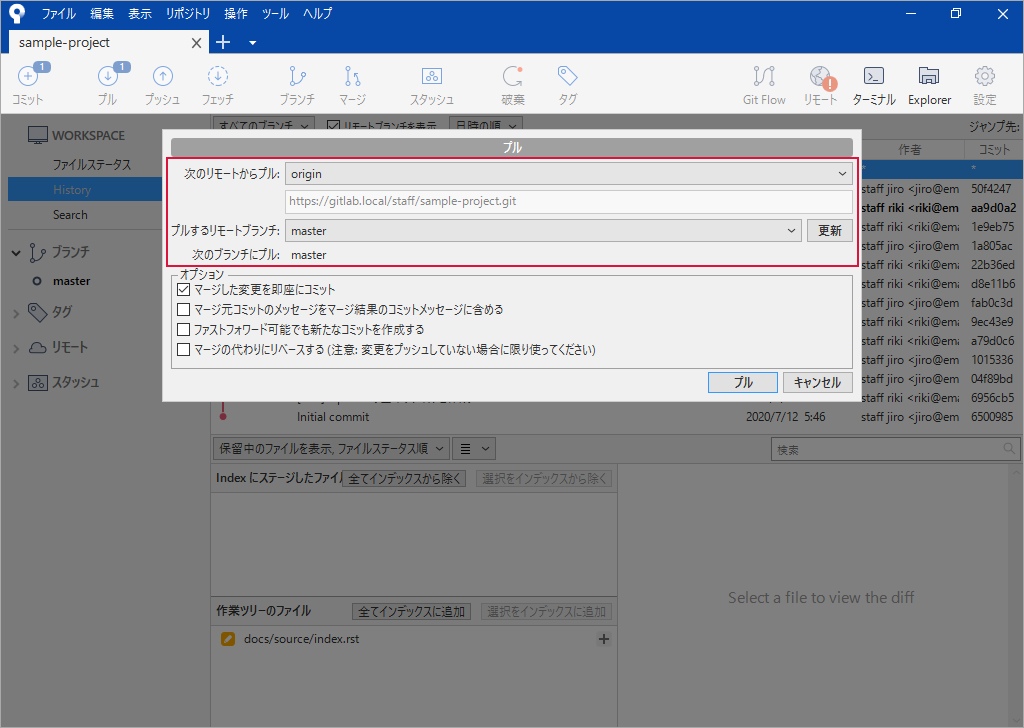 ファイル 編集 表示 リポジトリ 操作 ツール ヘルプ
sample-project
1 1
コミット プル プッシュ フェッチ ブランチ マージ スタッシュ 破棄 タグ Git Flow リモート ターミナル Explorer 設定
すべてのブランチ リモートブランチを表示 日時の順 ジャンプ先:
WORKSPACE
ファイルステータス
History
Search
ブランチ
master
タグ
リモート
スタッシュ
プル
次のリモートからプル: origin
https://gitlab.local/staff/sample-project.git
プルするリモートブランチ: master 更新
次のブランチにプル: master
オプション
マージした変更を即座にコミット
マージ元コミットのメッセージをマージ結果のコミットメッセージに含める
ファストフォワード可能でも新たなコミットを作成する
マージの代わりにリベースする (注意: 変更をプッシュしていない場合に限り使ってください)
プル キャンセル
作者 コミット
* *
staff jiro <jiro@em 50f4247
staff riki <riki@em aa9d0a2
staff riki <riki@ema 1e9eb75
staff jiro <jiro@em 1a805ac
staff riki <riki@ema 22b36ed
staff riki <riki@ema d8e11b6
staff jiro <jiro@em fab0c3d
staff riki <riki@ema 9ec43e9
staff riki <riki@ema a79d0c6
staff jiro <jiro@em 1015336
staff jiro <jiro@em 04f89bd
staff riki <riki@ema 6956cb5
Initial commit 2020/7/12 5:46 staff jiro <jiro@em 6500985
保留中のファイルを表示, ファイルステータス順 検索
Index にステージしたファイル 全てインデックスから除く 選択をインデックスから除く
作業ツリーのファイル 全てインデックスに追加 選択をインデックスに追加
docs/source/index.rst
Select a file to view the diff